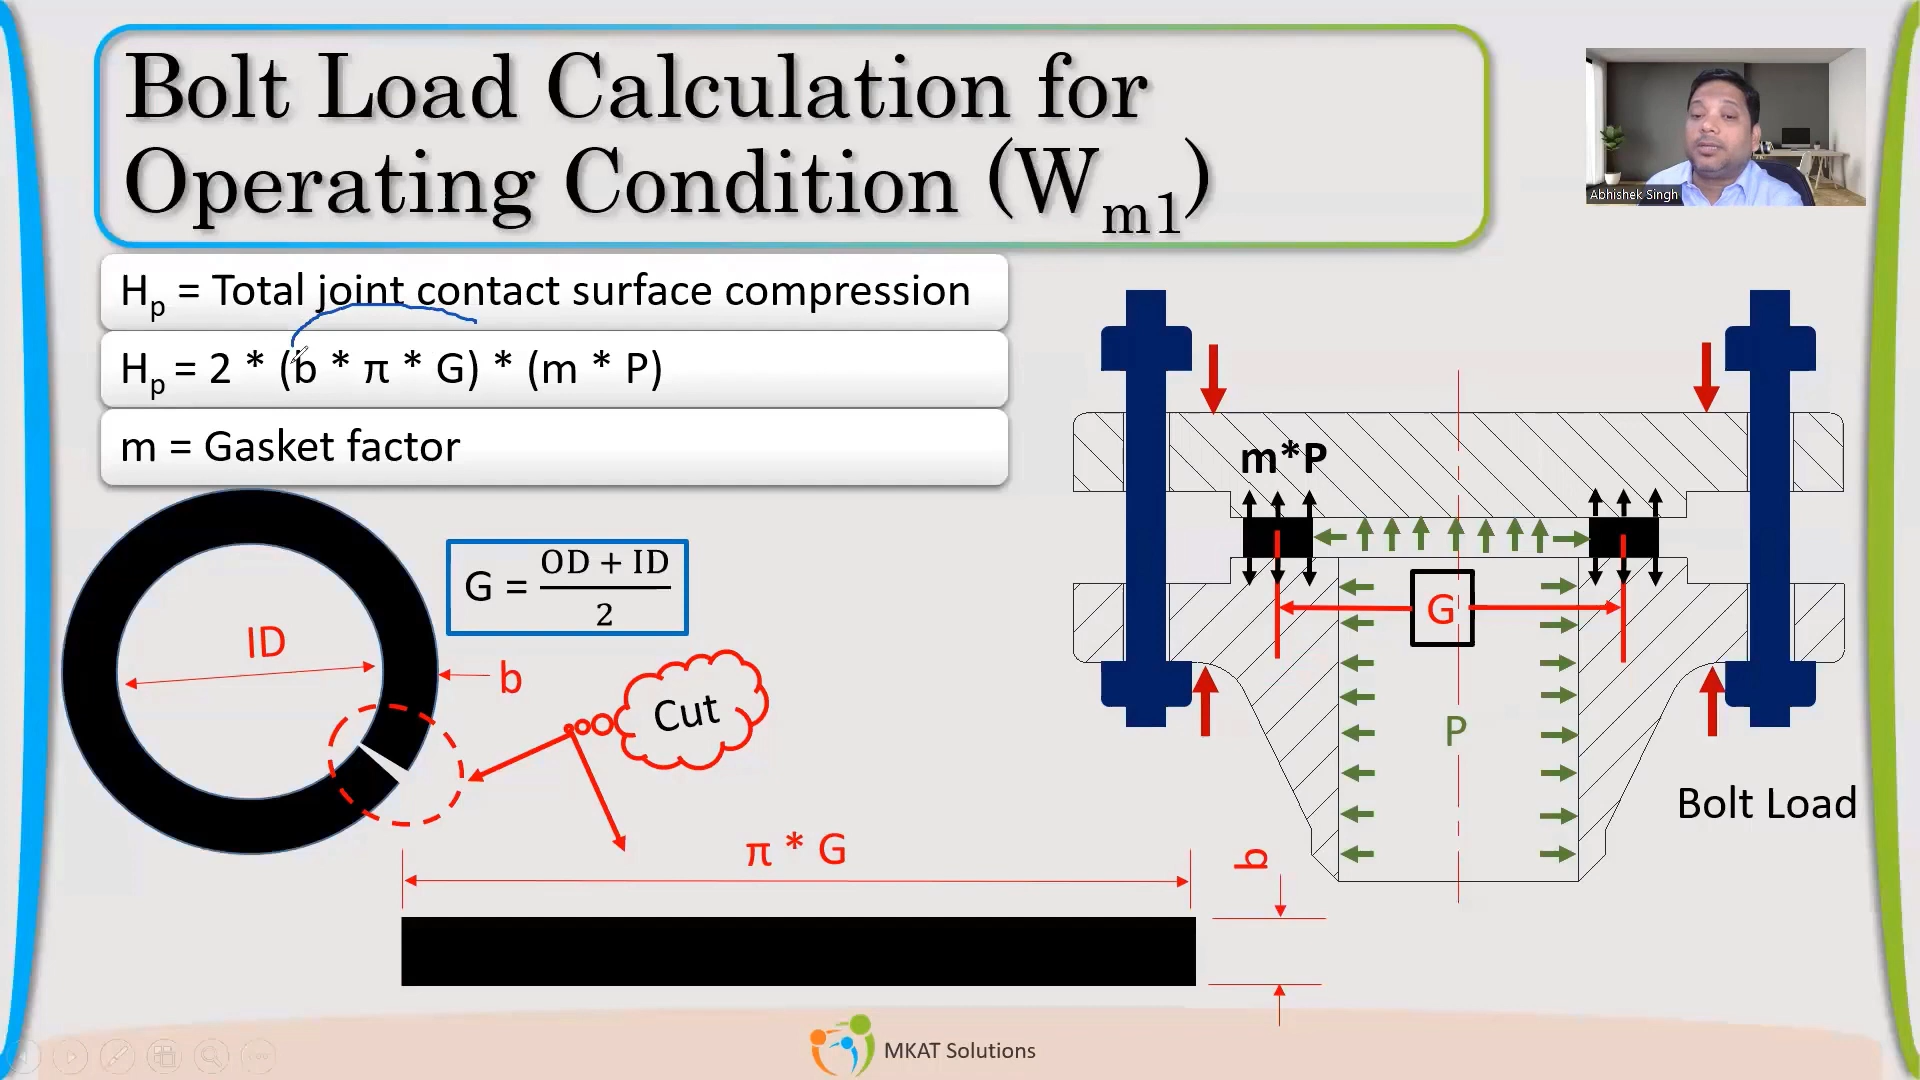 Bolt Load Calculation for
Operating Condition (Wm1)
Abhishek Singh
Hp = Total joint contact surface compression
Hp = 2 * (b * π * G) * (m * P)
m = Gasket factor
m*P
G = OD + ID
2
G
ID
b
Cut
P
Bolt Load
π * G
b
MKAT Solutions